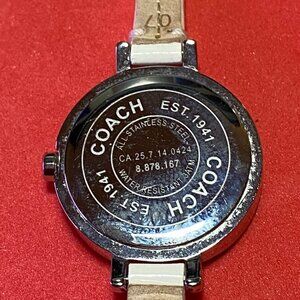 COACH EST. 1941
COACH EST. 1941
ALL STAINLESS STEEL
CA.25.7.14.0424
8.878.167
WATER RESISTANT 3ATM